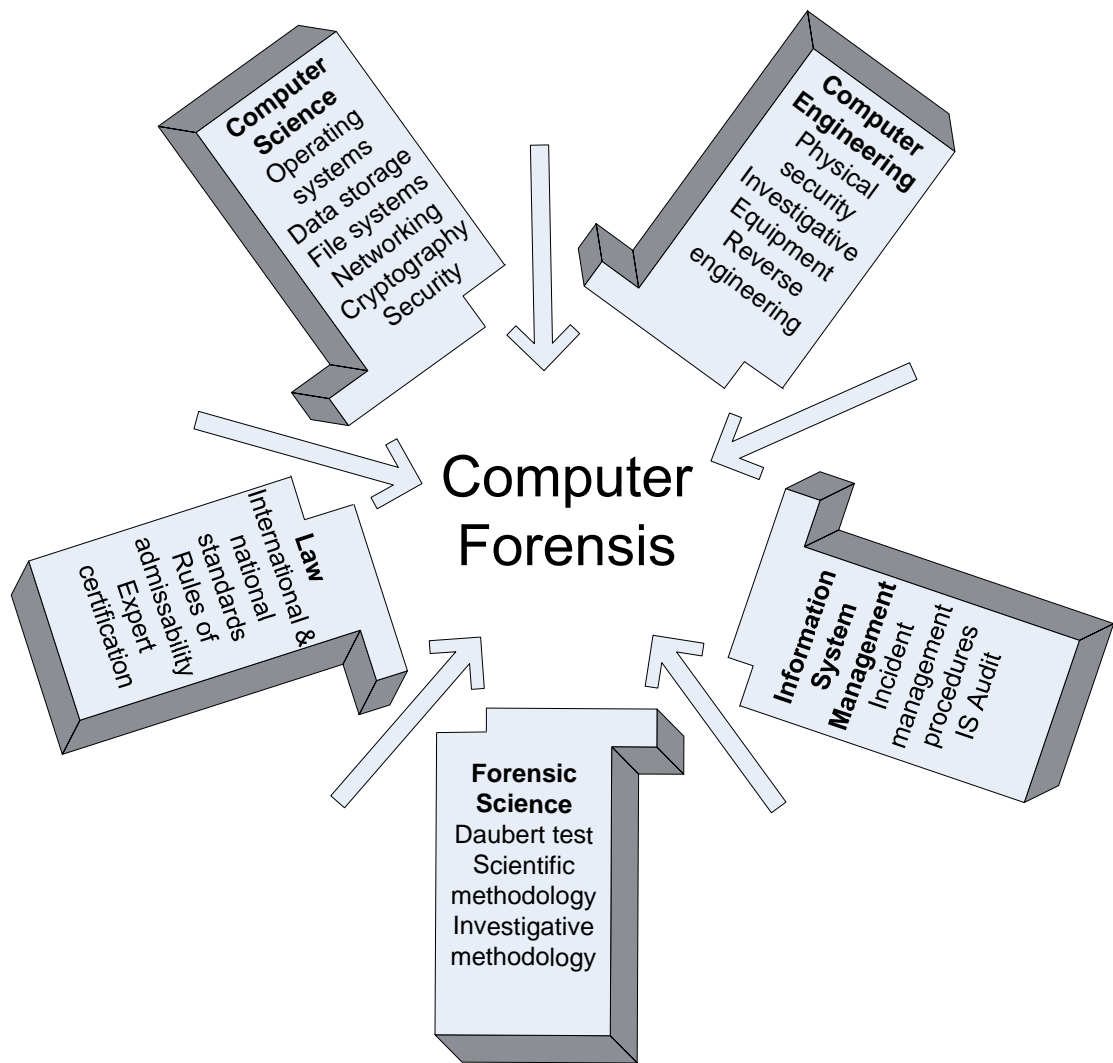 Computer
Science
Operating
systems
Data storage
File systems
Networking
Cryptography
Security
Computer
Engineering
Physical
security
Investigative
Equipment
Reverse
engineering
Computer
Forensis
Law
International &
national
standards
Rules of
admissability
Expert
certification
Information
System
Management
Incident
management
procedures
IS Audit
Forensic
Science
Daubert test
Scientific
methodology
Investigative
methodology